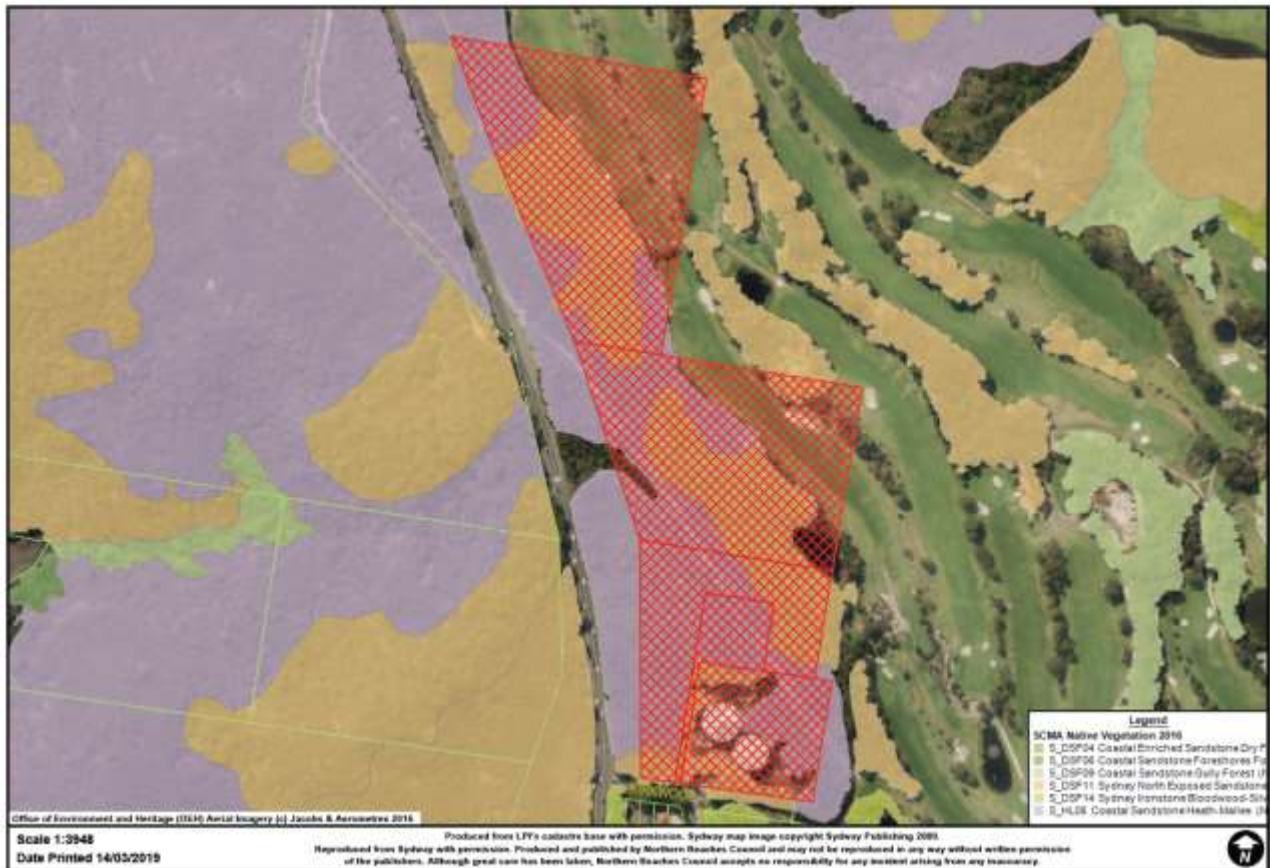 Legend
SCMA Native Vegetation 2016
S_DSF04 Coastal Enriched Sandstone Dry F
S_DSF06 Coastal Sandstone Foreshores Fo
S_DSF09 Coastal Sandstone Gully Forest (
S_DSF11 Sydney North Exposed Sandstone
S_DSF14 Sydney Ironstone Bloodwood-Silv
S_HL08 Coastal Sandstone Heath-Mallee (
Office of Environment and Heritage (OEH) Aerial Imagery (c) Jacobs & Aerometrex 2016
Scale 1:3948
Date Printed 14/03/2019
Produced from LPI's cadastre base with permission. Sydway map image copyright Sydway Publishing 2009.
Reproduced from Sydway with permission. Produced and published by Northern Beaches Council and may not be reproduced in any way without written permission
of the publishers. Although great care has been taken, Northern Beaches Council accepts no responsibility for any incident arising from any inaccuracy.